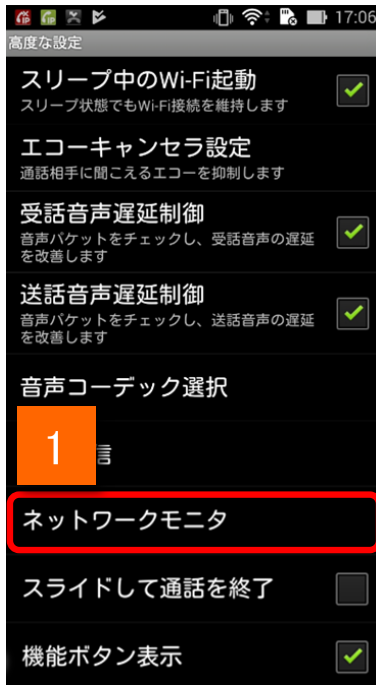 17:06
高度な設定
スリープ中のWi-Fi起動
スリープ状態でもWi-Fi接続を維持します
エコーキャンセラ設定
通話相手に聞こえるエコーを抑制します
受話音声遅延制御
音声パケットをチェックし、受話音声の遅延
を改善します
送話音声遅延制御
音声パケットをチェックし、送話音声の遅延
を改善します
音声コーデック選択
1
信
ネットワークモニタ
スライドして通話を終了
機能ボタン表示